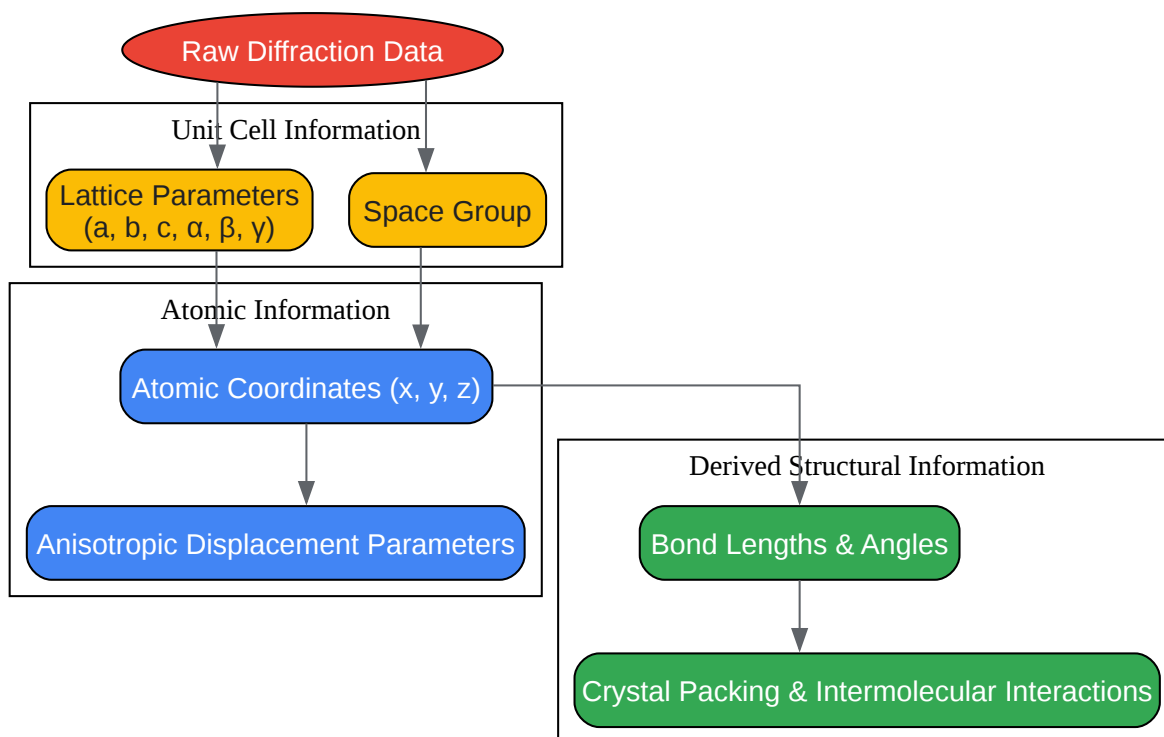 Raw Diffraction Data
Unit Cell Information
Lattice Parameters
(a, b, c, α, β, γ)
Space Group
Atomic Information
Atomic Coordinates (x, y, z)
Derived Structural Information
Anisotropic Displacement Parameters
Bond Lengths & Angles
Crystal Packing & Intermolecular Interactions